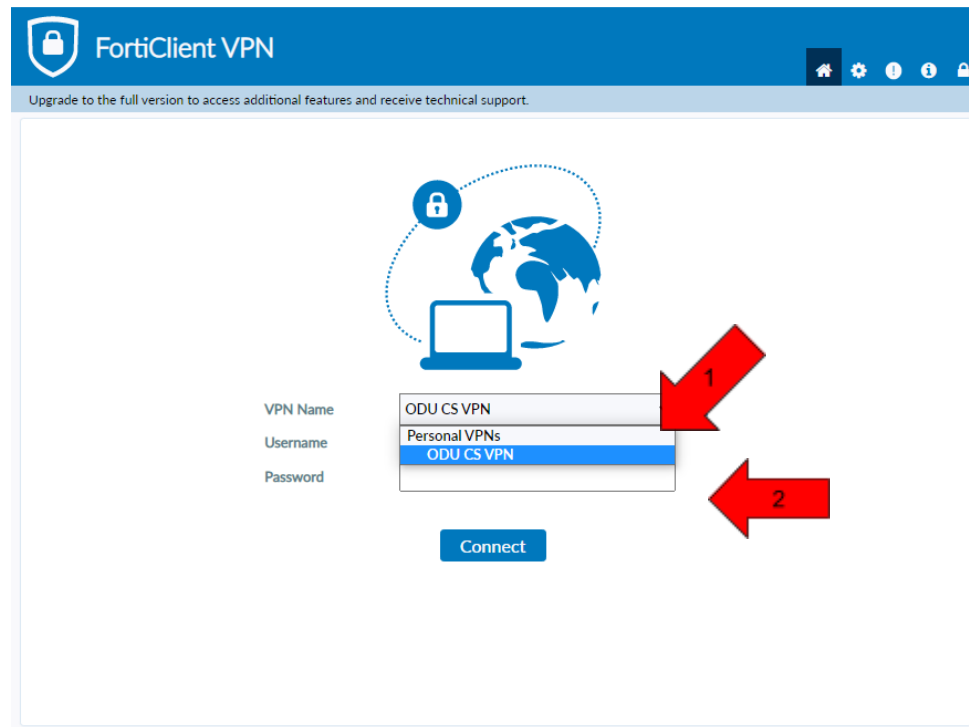 FortiClient VPN
Upgrade to the full version to access additional features and receive technical support.
1
VPN Name ODU CS VPN
Username Personal VPNs
ODU CS VPN
Password
2
Connect